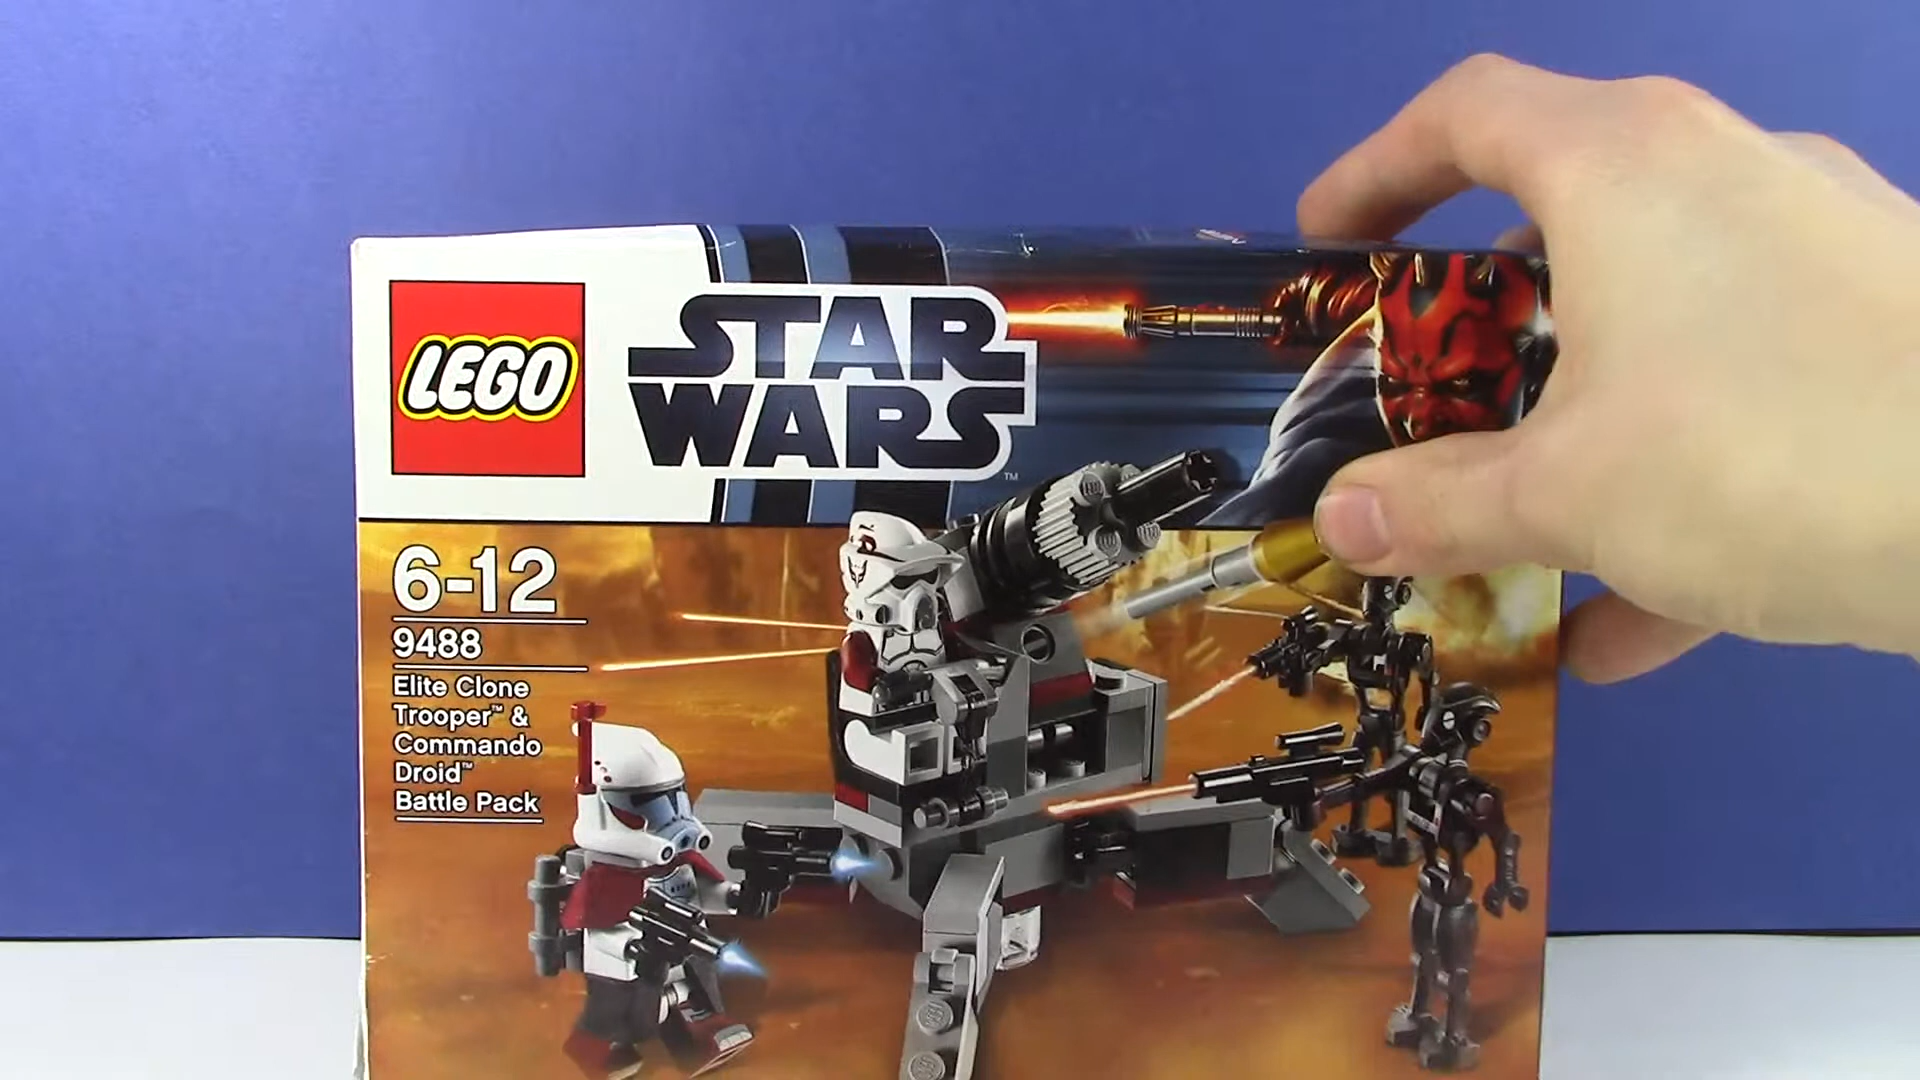 LEGO
STAR
WARS
TM
6-12
9488
Elite Clone
Trooper™ &
Commando
Droid™
Battle Pack